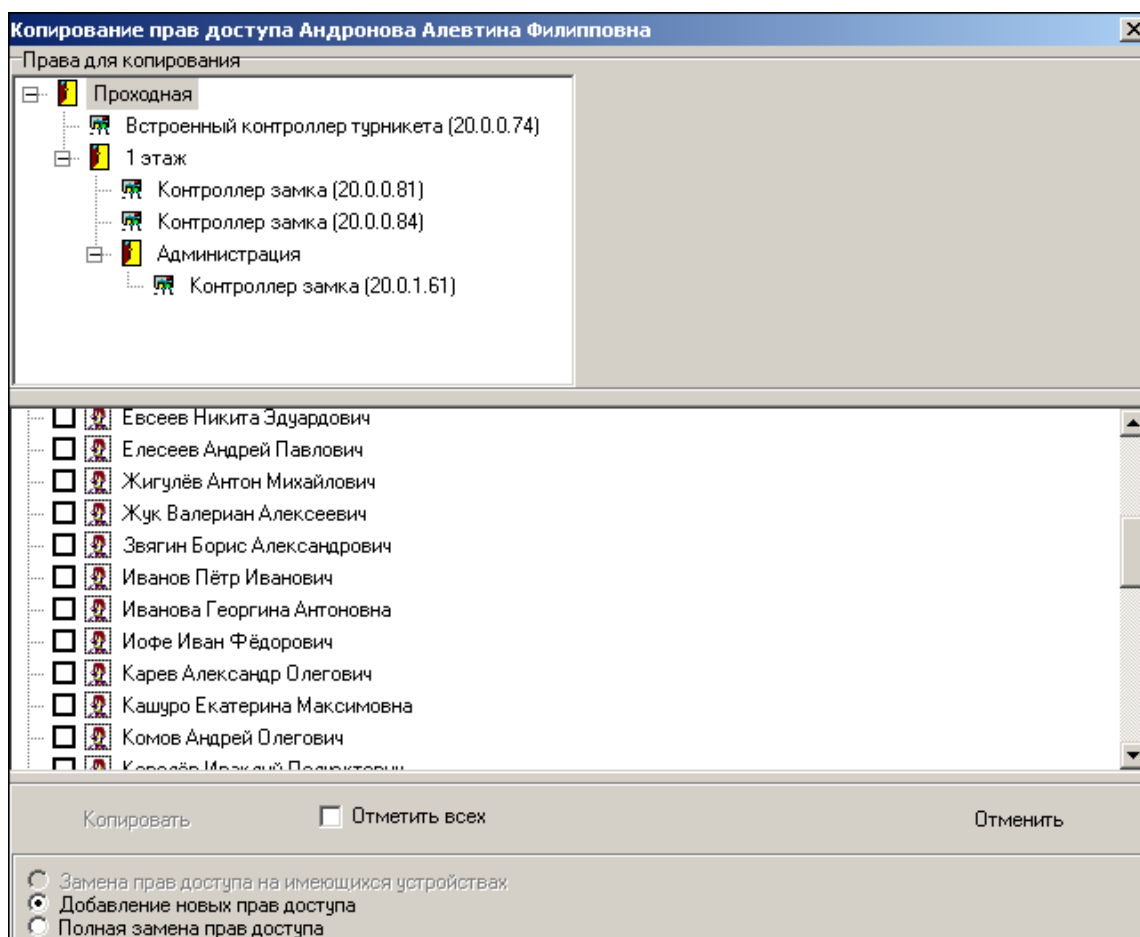 Копирование прав доступа Андронова Алевтина Филипповна
Права для копирования
Проходная
Встроенный контроллер турникета (20.0.0.74)
1 этаж
Контроллер замка (20.0.0.81)
Контроллер замка (20.0.0.84)
Администрация
Контроллер замка (20.0.1.61)
Евсеев Никита Эдуардович
Елесеев Андрей Павлович
Жигулёв Антон Михайлович
Жук Валериан Алексеевич
Звягин Борис Александрович
Иванов Пётр Иванович
Иванова Георгина Антоновна
Иофе Иван Фёдорович
Карев Александр Олегович
Кашуро Екатерина Максимовна
Комов Андрей Олегович
Королёв Ираклий
Копировать
Отметить всех
Отменить
Замена прав доступа на имеющихся устройствах
Добавление новых прав доступа
Полная замена прав доступа